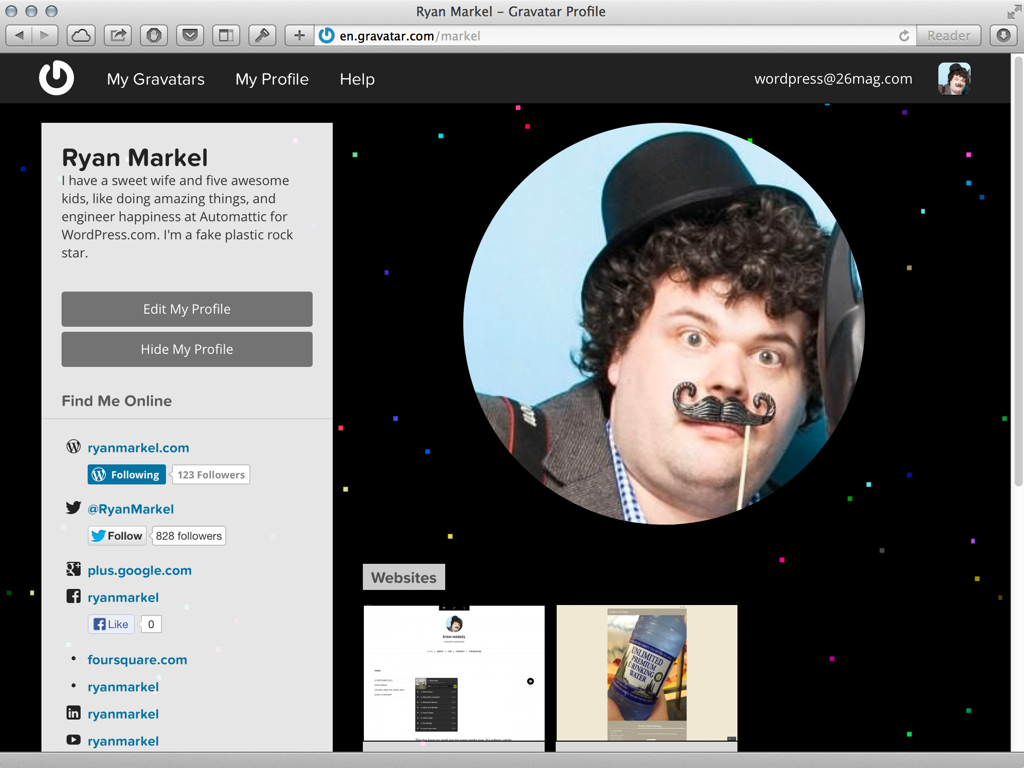 Ryan Markel – Gravatar Profile
en.gravatar.com/markel
Reader
My Gravatars
My Profile
Help
wordpress@26mag.com
Ryan Markel
I have a sweet wife and five awesome
kids, like doing amazing things, and
engineer happiness at Automattic for
WordPress.com. I'm a fake plastic rock
star.
Edit My Profile
Hide My Profile
Find Me Online
ryanmarkel.com
Following
123 Followers
@RyanMarkel
Follow
828 followers
plus.google.com
ryanmarkel
Like
0
foursquare.com
ryanmarkel
ryanmarkel
ryanmarkel
Websites
RYAN MARKEL
UNLIMITED
PREMIUM
DRINKING
WATER